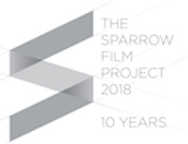 THE
SPARROW
FILM
PROJECT
2018
10 YEARS.